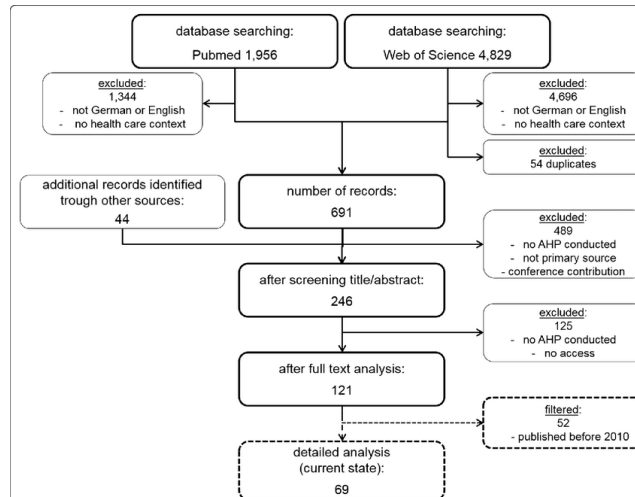 database searching:
Pubmed 1,956
database searching:
Web of Science 4,829
excluded:
1,344
- not German or English
- no health care context
excluded:
4,696
- not German or English
- no health care context
excluded:
54 duplicates
additional records identified
trough other sources:
44
number of records:
691
excluded:
489
- no AHP conducted
- not primary source
- conference contribution
after screening title/abstract:
246
excluded:
125
- no AHP conducted
- no access
after full text analysis:
121
filtered:
52
- published before 2010
detailed analysis
(current state):
69